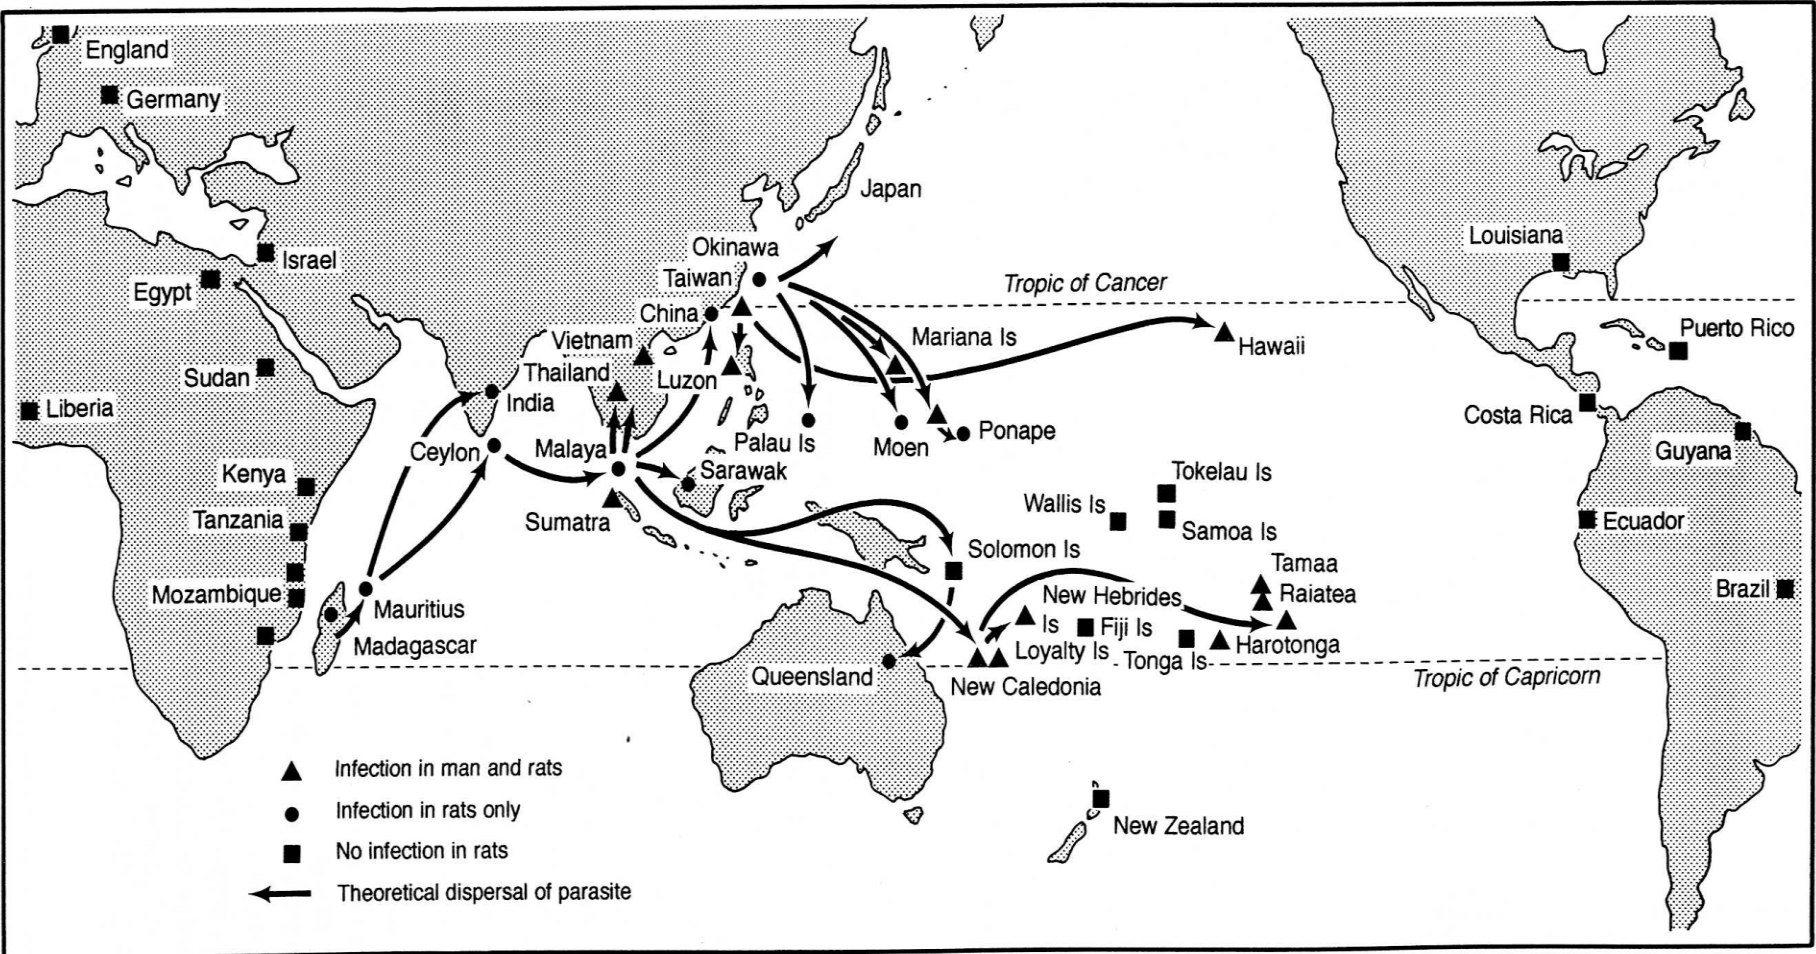 England
Germany
Japan
Okinawa
Louisiana
Israel
Taiwan
Tropic of Cancer
Egypt
China
Puerto Rico
Vietnam
Mariana Is
Hawaii
Thailand
Sudan
Luzon
Liberia
India
Costa Rica
Ceylon
Malaya
Palau Is
Moen
Ponape
Guyana
Kenya
Sarawak
Tokelau Is
Wallis Is
Tanzania
Sumatra
Samoa Is
Ecuador
Solomon Is
Tamaa
Mozambique
Mauritius
New Hebrides
Is
Raiatea
Brazil
Fiji Is
Madagascar
Loyalty Is
Tonga Is
Harotonga
Queensland
New Caledonia
Tropic of Capricorn
Infection in man and rats
Infection in rats only
No infection in rats
Theoretical dispersal of parasite
New Zealand